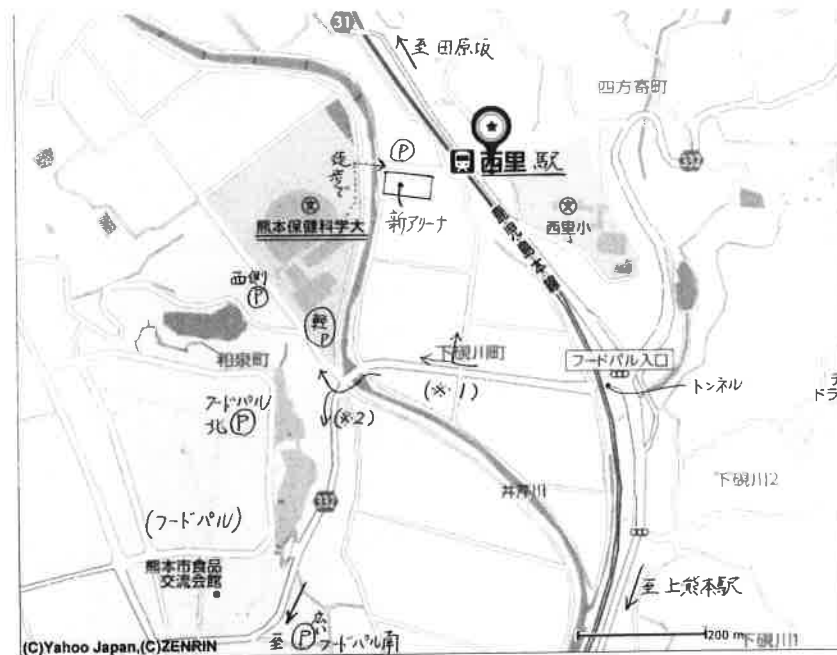 31
至 田原坂
四方寄町
332
P
西里 駅
徒歩で
新アリーナ
熊本保健科学大
西里小
鹿児島本線
西側
P
軽
P
和泉町
下硯川町
フードパル入口
(※1)
トンネル
フードパル
北 P
(※2)
332
井芹川
下硯川2
(フードパル)
熊本市食品
交流会館
至 上熊本駅
至 P 広い フードパル南
200 m
下硯川1
(C)Yahoo Japan,(C)ZENRIN